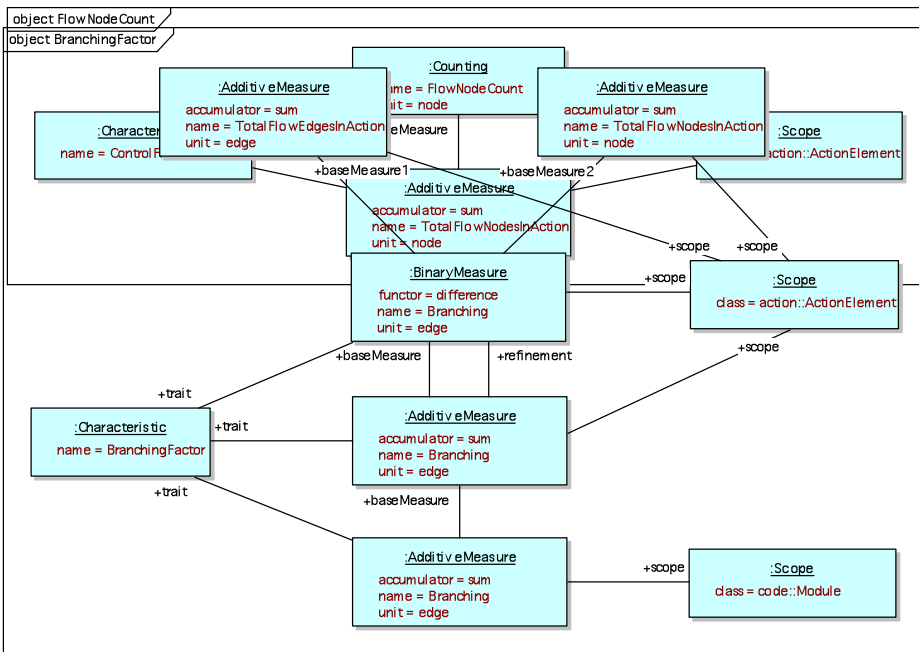 object FlowNodeCount
object BranchingFactor
:Counting
name = FlowNodeCount
unit = node
:AdditiveMeasure
accumulator = sum
name = TotalFlowEdgesInAction
unit = edge
:AdditiveMeasure
accumulator = sum
name = TotalFlowNodesInAction
unit = node
name =
:Scope
action::ActionElement
+baseMeasure1
+baseMeasure2
:AdditiveMeasure
accumulator = sum
name = TotalFlowNodesInAction
unit = node
+scope
+scope
+scope
:BinaryMeasure
functor = difference
name = Branching
unit = edge
:Scope
class = action::ActionElement
+baseMeasure
+refinement
+scope
+trait
:Characteristic
name = BranchingFactor
+trait
:AdditiveMeasure
accumulator = sum
name = Branching
unit = edge
+trait
+baseMeasure
:AdditiveMeasure
accumulator = sum
name = Branching
unit = edge
+scope
:Scope
class = code::Module